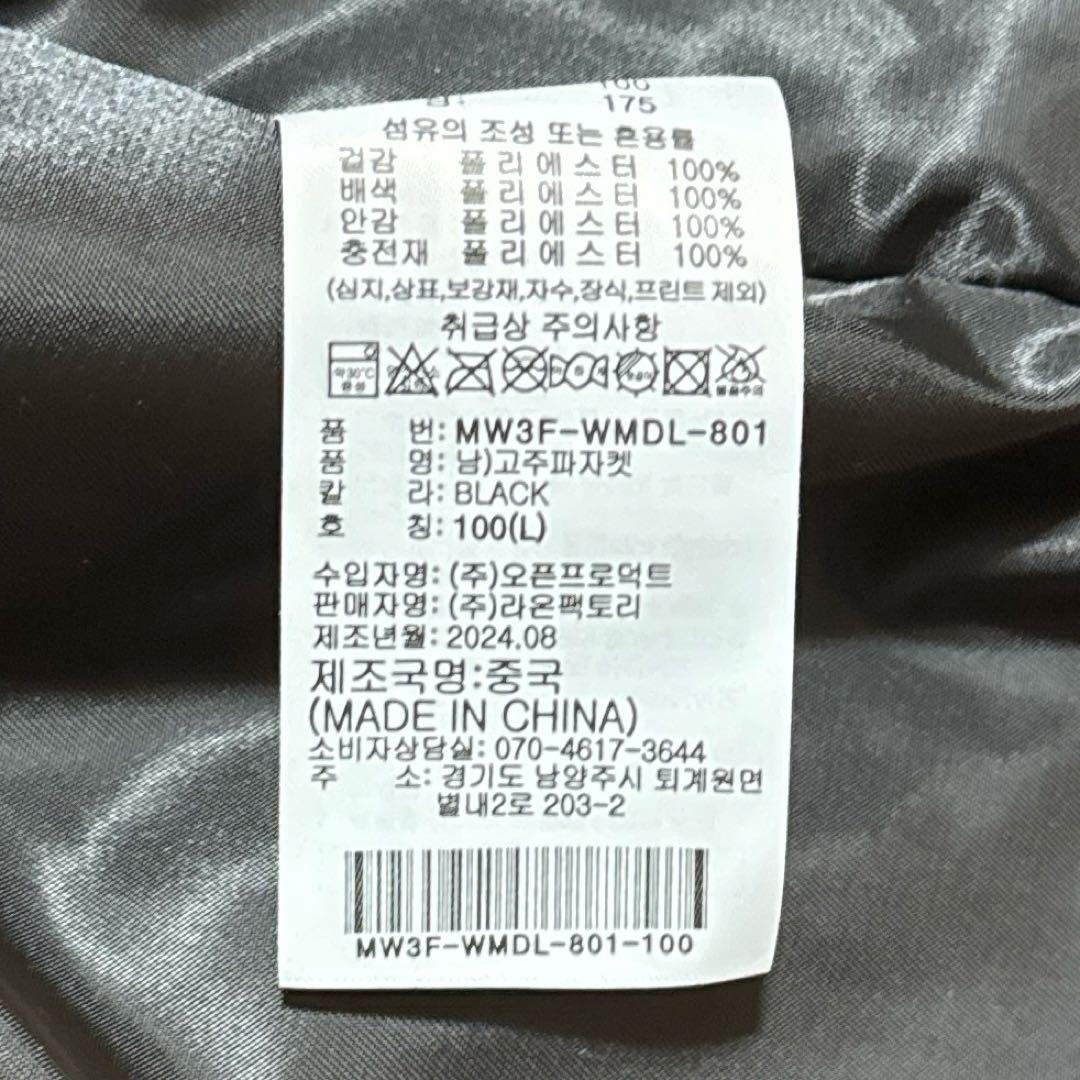 175
섬유의 조성 또는 혼용률
겉감 폴리에스터 100%
배색 폴리에스터 100%
안감 폴리에스터 100%
충전재 폴리에스터 100%
(심지,상표,보강재,자수,장식,프린트 제외)
취급상 주의사항
약30℃
품 번: MW3F-WMDL-801
품 명: 남)고주파자켓
칼 라: BLACK
호 칭: 100(L)
수입자명: (주)오픈프로덕트
판매자명: (주)라온팩토리
제조년월: 2024.08
제조국명:중국
(MADE IN CHINA)
소비자상담실: 070-4617-3644
주 소: 경기도 남양주시 퇴계원면
별내2로 203-2
MW3F-WMDL-801-100